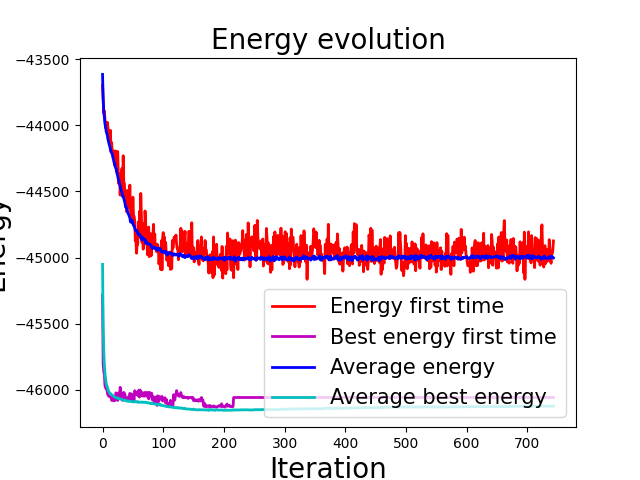 Energy evolution
Energy
−43500
−44000
−44500
−45000
−45500
−46000
0
100
200
300
400
500
600
700
Iteration
Energy first time
Best energy first time
Average energy
Average best energy